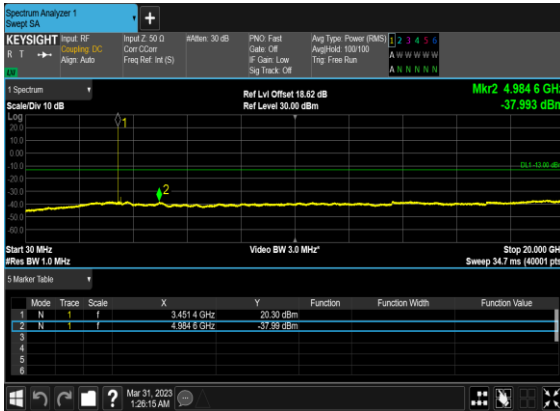 Spectrum Analyzer 1
Swept SA
KEYSIGHT
R T
Input: RF
Coupling: DC
Align: Auto
Input Z: 50 Ω
Corr CCorr
Freq Ref: Int (S)
#Atten: 30 dB
PNO: Fast
Gate: Off
IF Gain: Low
Sig Track: Off
Avg Type: Power (RMS)
Avg|Hold: 100/100
Trig: Free Run
1 2 3 4 5 6
A W W W W W
A N N N N N
1 Spectrum
Scale/Div 10 dB
Ref Lvl Offset 18.62 dB
Ref Level 30.00 dBm
Mkr2 4.984 6 GHz
-37.993 dBm
Log
20.0
10.0
0.00
-10.0
-20.0
-30.0
-40.0
-50.0
-60.0
1
2
DL1 -13.00 dBm
Start 30 MHz
#Res BW 1.0 MHz
Video BW 3.0 MHz*
Stop 20.000 GHz
Sweep 34.7 ms (40001 pts)
5 Marker Table
Mode Trace Scale X Y Function Function Width Function Value
1 N 1 f 3.451 4 GHz 20.30 dBm
2 N 1 f 4.984 6 GHz -37.99 dBm
3
4
5
6
?
Mar 31, 2023
1:26:15 AM